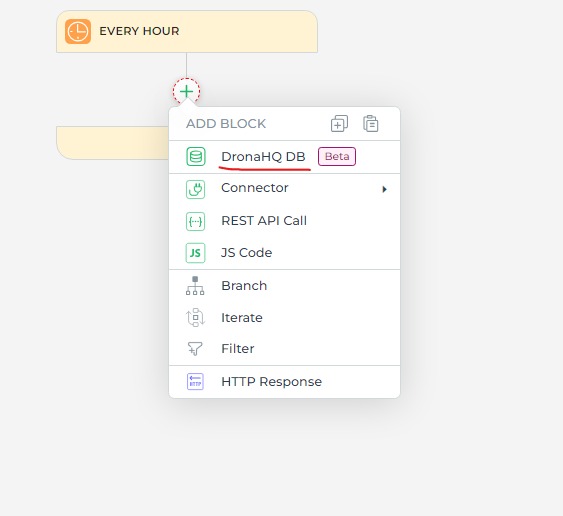 EVERY HOUR
ADD BLOCK
DronaHQ DB Beta
Connector
{···} REST API Call
JS JS Code
Branch
Iterate
Filter
HTTP HTTP Response